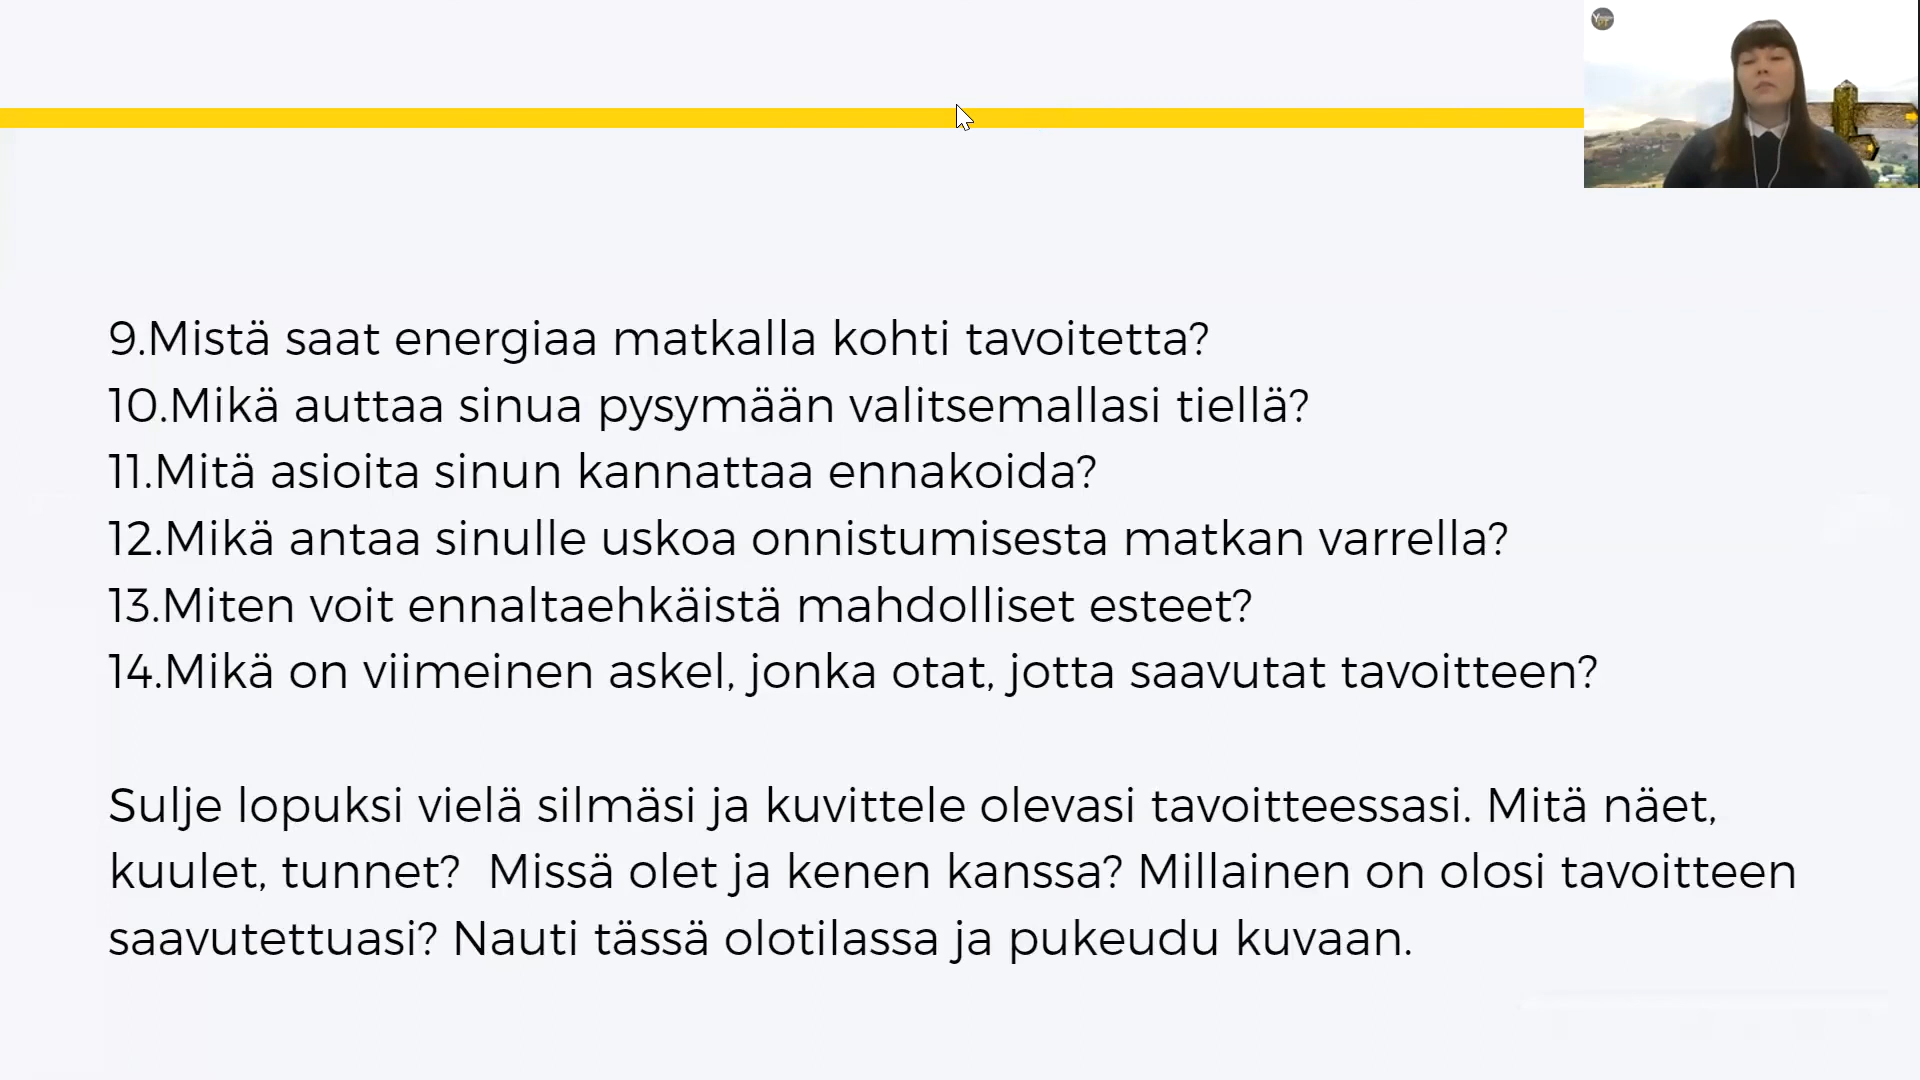 9.Mistä saat energiaa matkalla kohti tavoitetta?
10.Mikä auttaa sinua pysymään valitsemallasi tiellä?
11.Mitä asioita sinun kannattaa ennakoida?
12.Mikä antaa sinulle uskoa onnistumisesta matkan varrella?
13.Miten voit ennaltaehkäistä mahdolliset esteet?
14.Mikä on viimeinen askel, jonka otat, jotta saavutat tavoitteen?
Sulje lopuksi vielä silmäsi ja kuvittele olevasi tavoitteessasi. Mitä näet,
kuulet, tunnet?  Missä olet ja kenen kanssa? Millainen on olosi tavoitteen
saavutettuasi? Nauti tässä olotilassa ja pukeudu kuvaan.